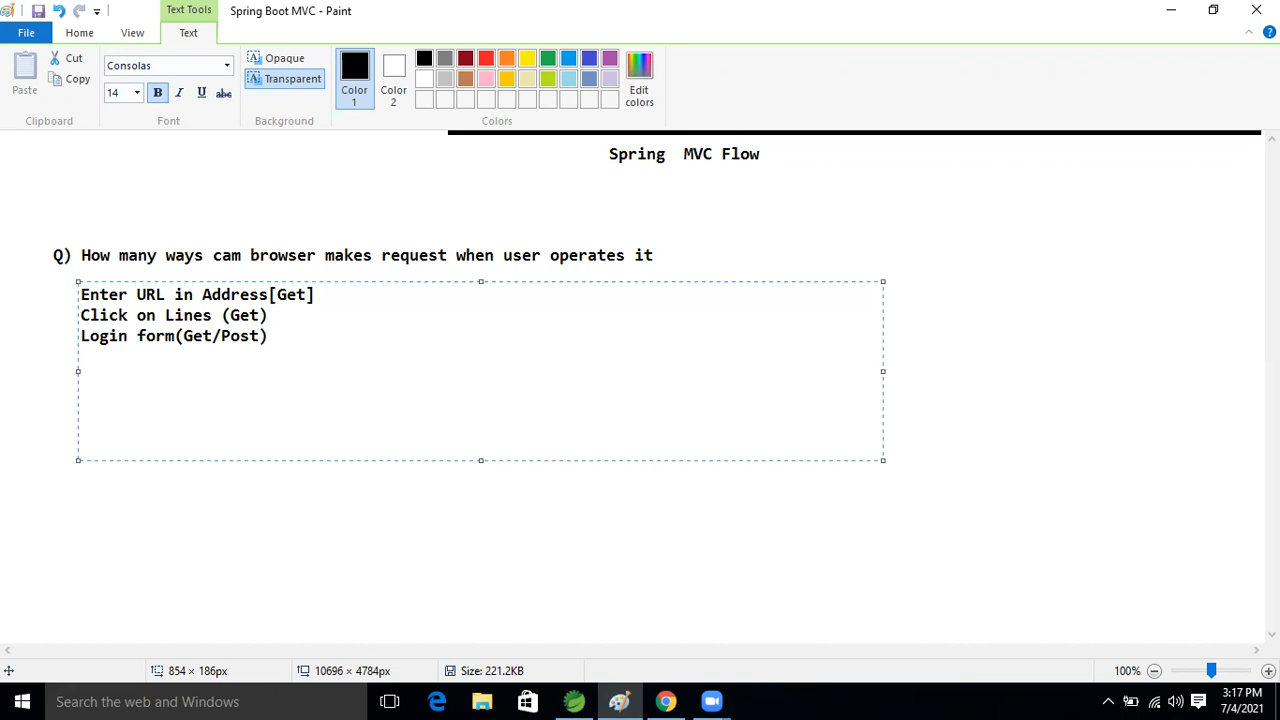 Text Tools
Spring Boot MVC - Paint
File
Home
View
Text
Paste
Cut
Copy
Clipboard
Consolas
14
B
I
U
abc
Font
Opaque
Transparent
Background
Color
1
Color
2
Edit
colors
Colors
Spring MVC Flow
Q) How many ways cam browser makes request when user operates it
Enter URL in Address[Get]
Click on Lines (Get)
Login form(Get/Post)
854 × 186px
10696 × 4784px
Size: 221.2KB
100%
Search the web and Windows
3:17 PM
7/4/2021